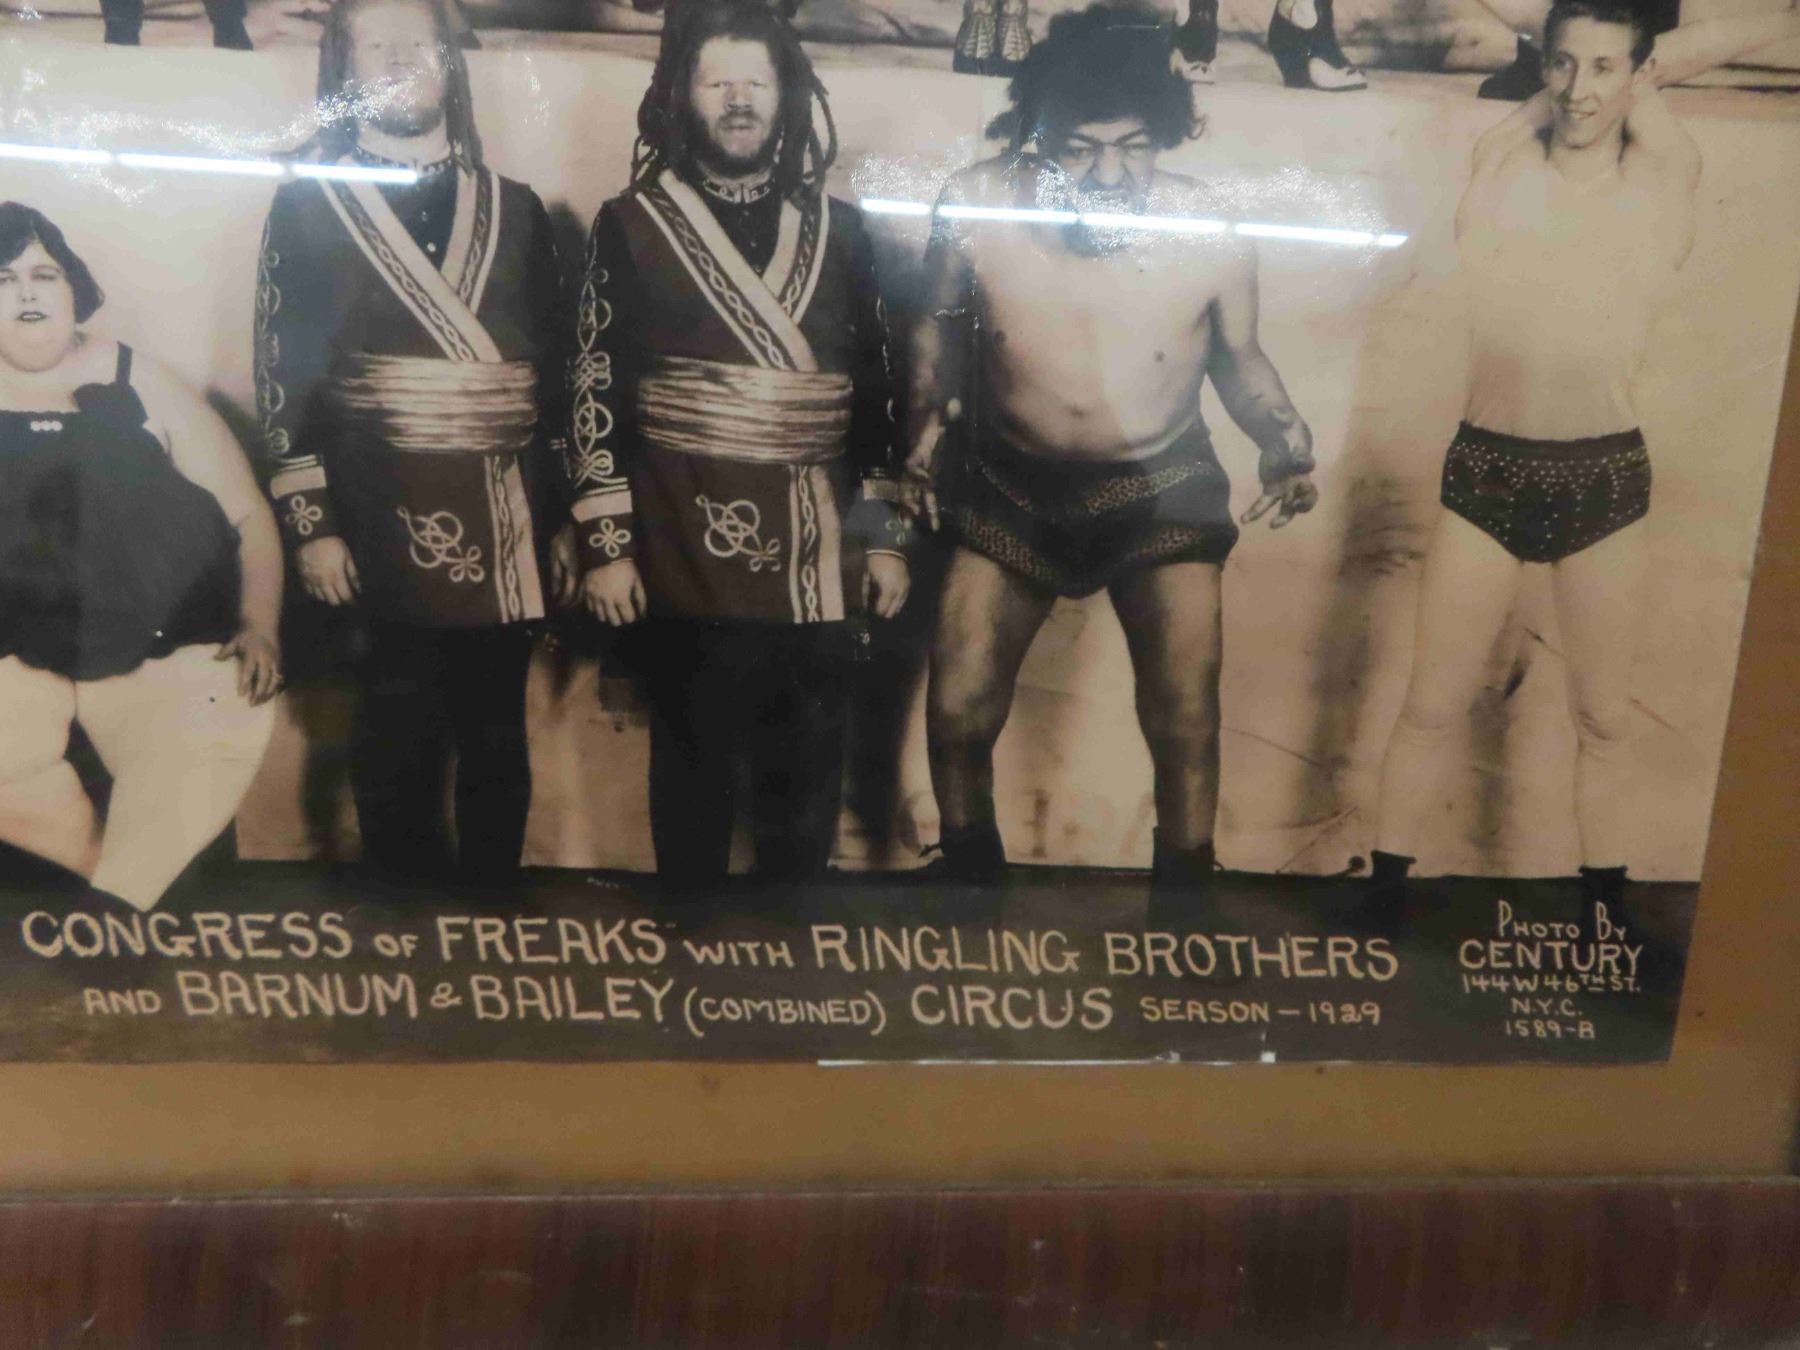 CONGRESS OF FREAKS WITH RINGLING BROTHERS
AND BARNUM & BAILEY (COMBINED) CIRCUS SEASON - 1929
PHOTO BY
CENTURY
144 W 46TH ST.
N.Y.C.
1589-R